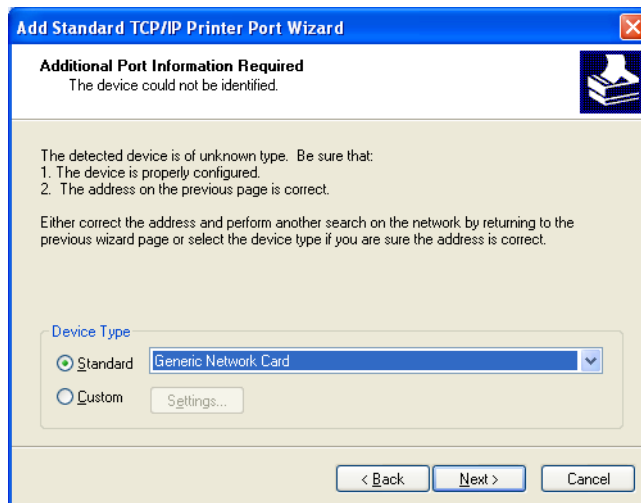 Add Standard TCP/IP Printer Port Wizard
Additional Port Information Required
The device could not be identified.
The detected device is of unknown type. Be sure that:
1. The device is properly configured.
2. The address on the previous page is correct.
Either correct the address and perform another search on the network by returning to the
previous wizard page or select the device type if you are sure the address is correct.
Device Type
Standard Generic Network Card
Custom Settings...
< Back Next > Cancel